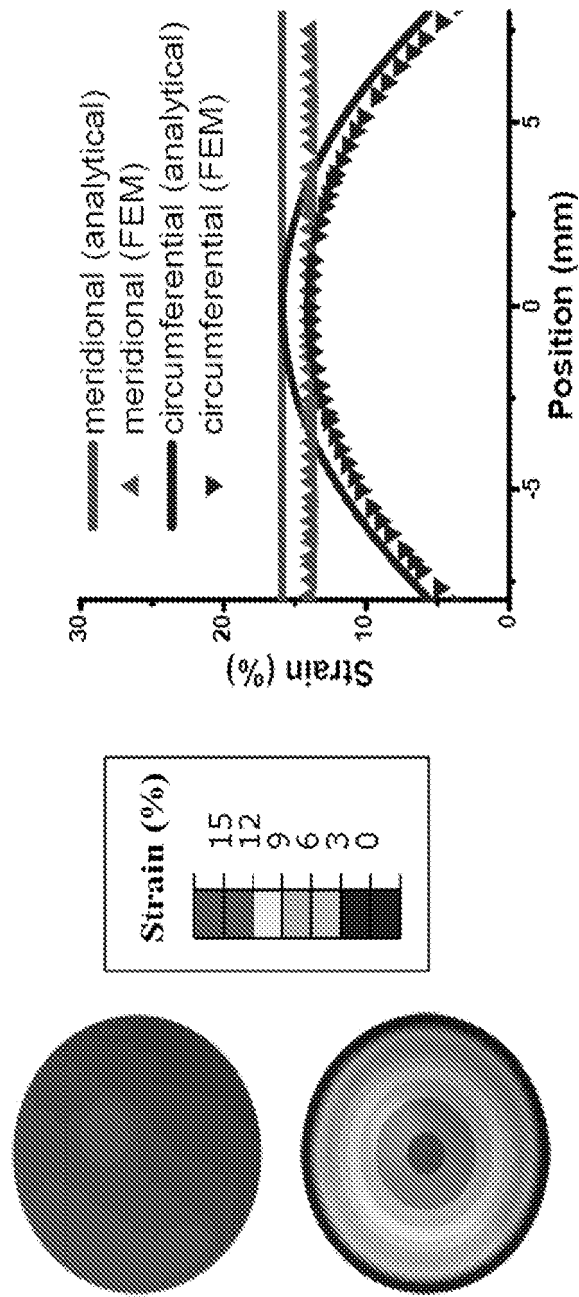 Strain (%)
15
12
9
6
3
0
meridional (analytical)
meridional (FEM)
circumferential (analytical)
circumferential (FEM)
Strain (%)
30
20
10
0
-5
0
5
Position (mm)